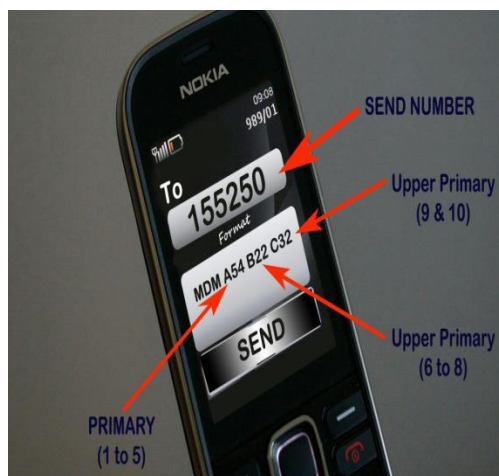 NOKIA
09:08
989/01
To
155250
Format
MDM A54 B22 C32
SEND
SEND NUMBER
Upper Primary
(9 & 10)
Upper Primary
(6 to 8)
PRIMARY
(1 to 5)